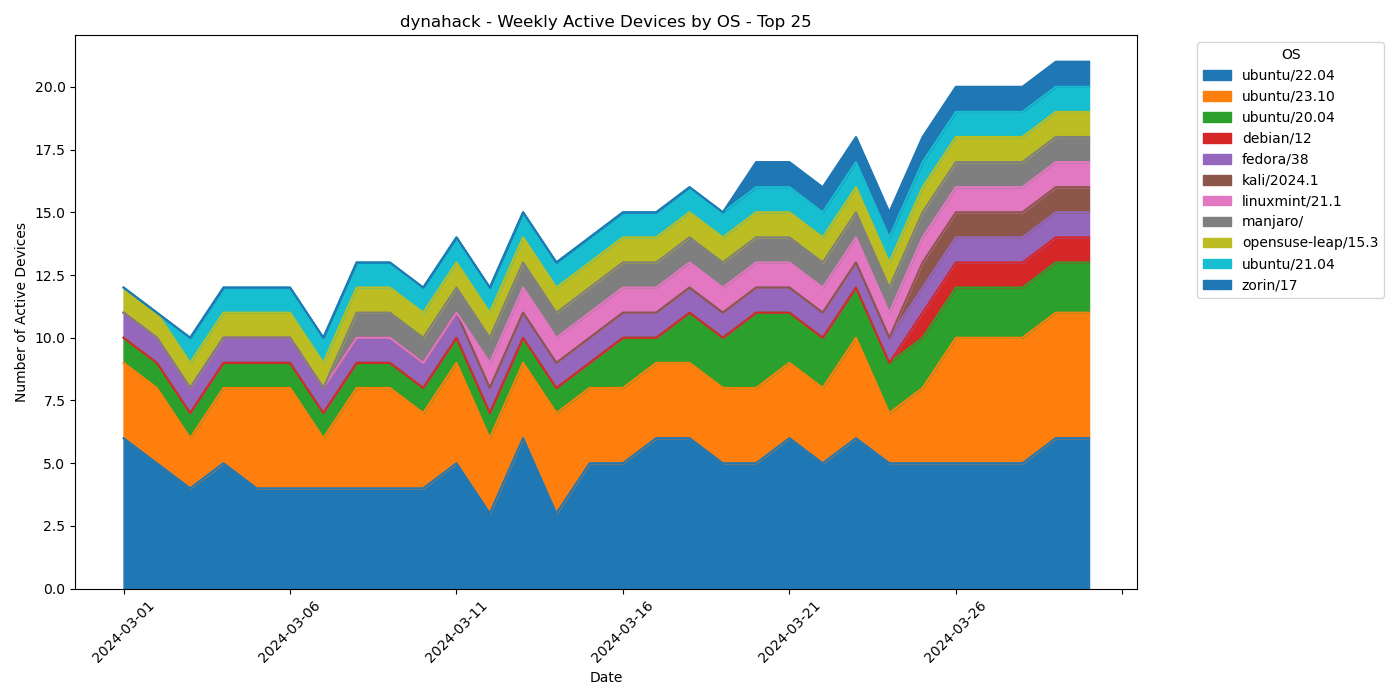 dynahack - Weekly Active Devices by OS - Top 25
Number of Active Devices
20.0
17.5
15.0
12.5
10.0
7.5
5.0
2.5
0.0
2024-03-01
2024-03-06
2024-03-11
2024-03-16
2024-03-21
2024-03-26
Date
OS
ubuntu/22.04
ubuntu/23.10
ubuntu/20.04
debian/12
fedora/38
kali/2024.1
linuxmint/21.1
manjaro/
opensuse-leap/15.3
ubuntu/21.04
zorin/17